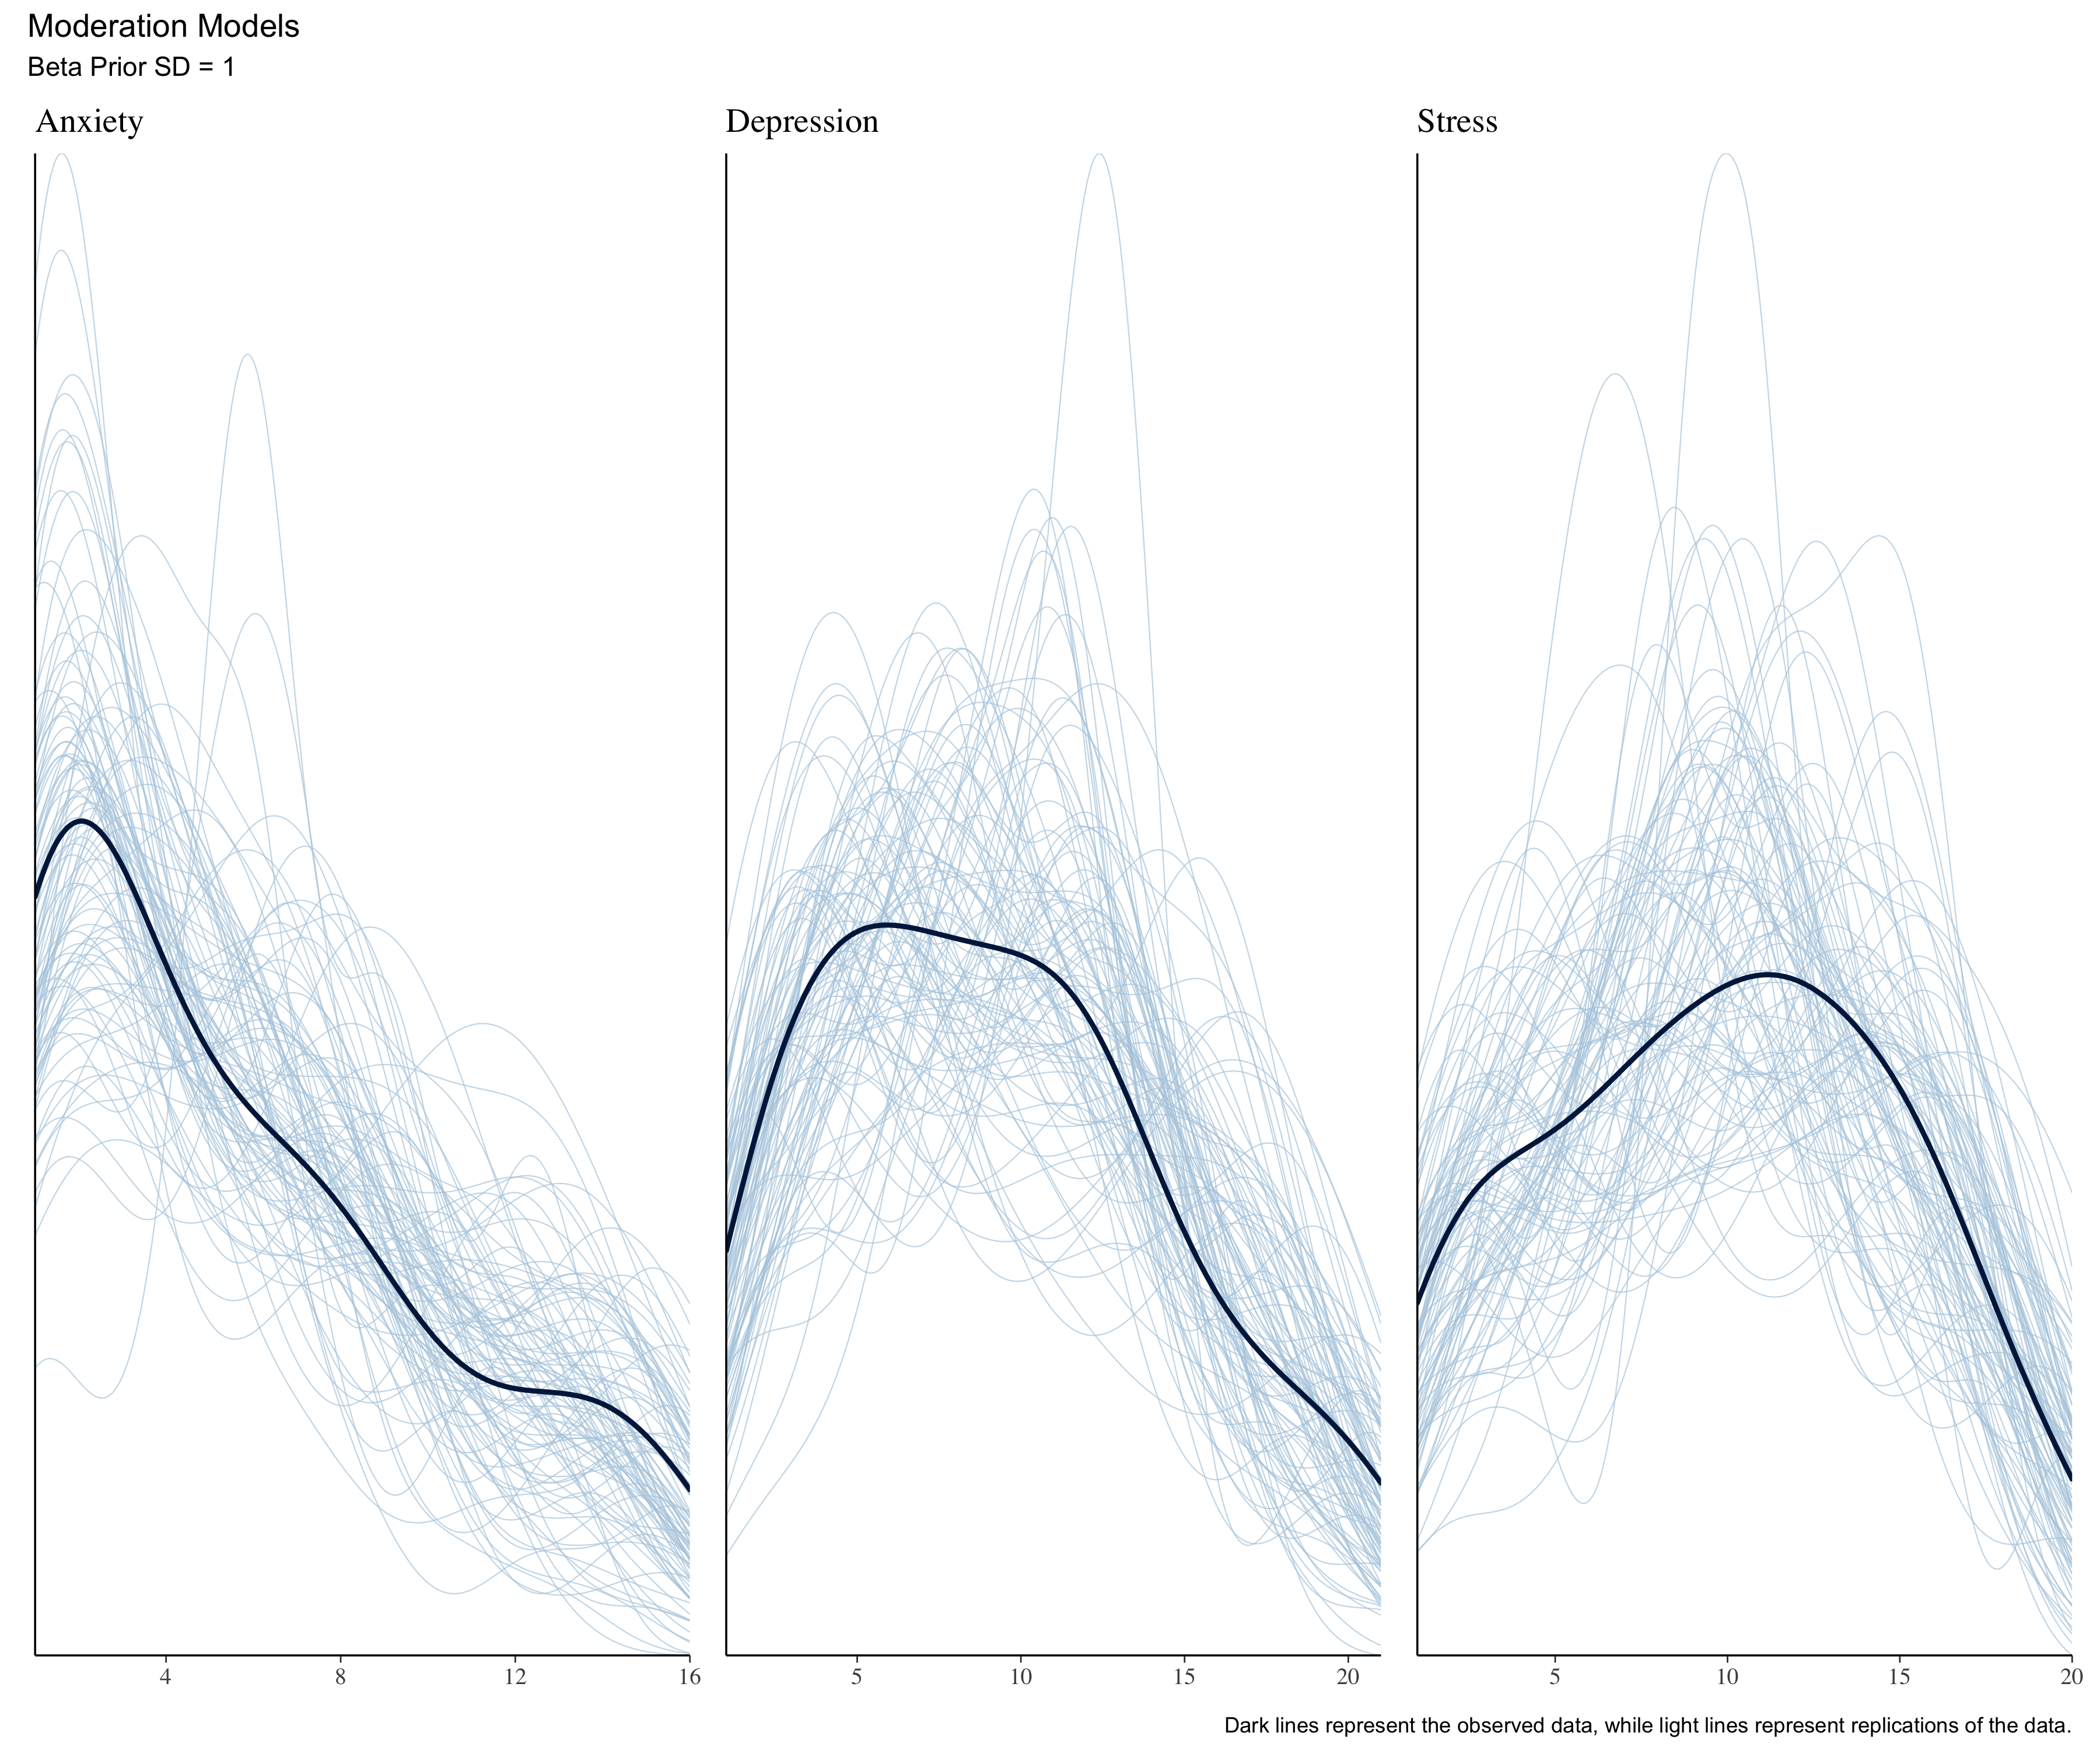 Moderation Models
Beta Prior SD = 1
Anxiety
Depression
Stress
4 8 12 16
5 10 15 20
5 10 15 20
Dark lines represent the observed data, while light lines represent replications of the data.